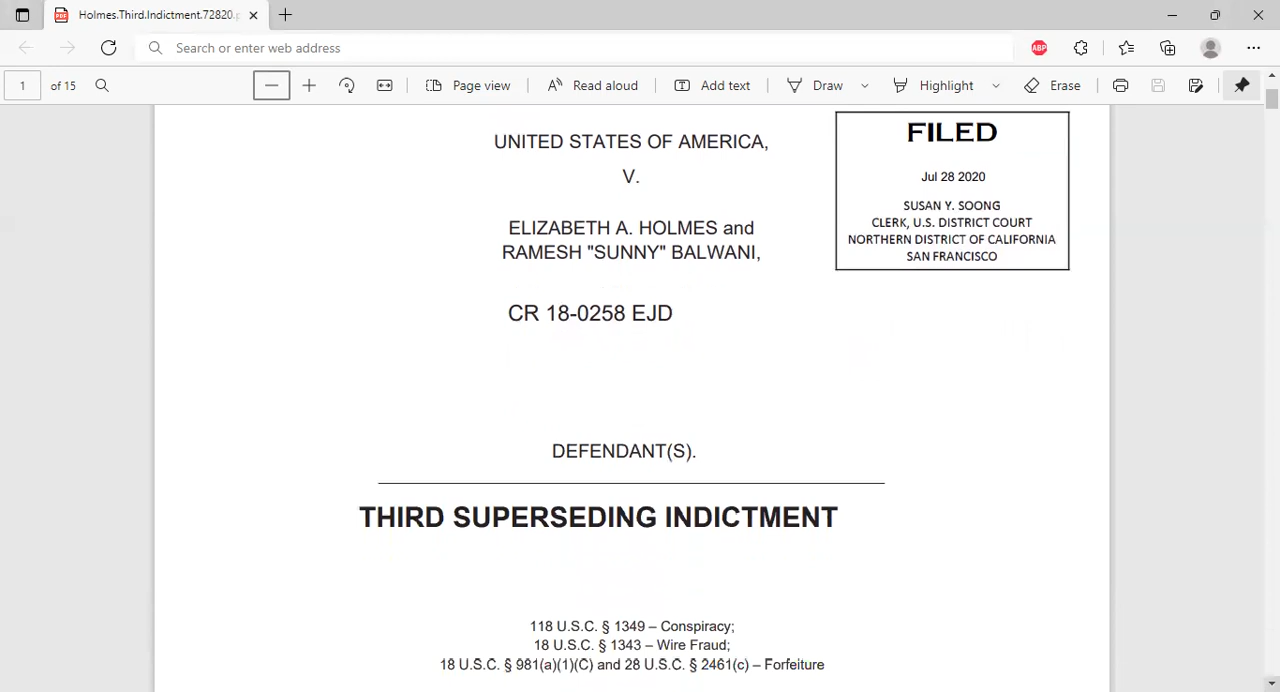 Holmes.Third.Indictment.72820.p
Search or enter web address
ABP
1 of 15
Page view
Read aloud
Add text
Draw
Highlight
Erase
UNITED STATES OF AMERICA,
V.
ELIZABETH A. HOLMES and
RAMESH "SUNNY" BALWANI,
CR 18-0258 EJD
FILED
Jul 28 2020
SUSAN Y. SOONG
CLERK, U.S. DISTRICT COURT
NORTHERN DISTRICT OF CALIFORNIA
SAN FRANCISCO
DEFENDANT(S).
THIRD SUPERSEDING INDICTMENT
118 U.S.C. § 1349 – Conspiracy;
18 U.S.C. § 1343 – Wire Fraud;
18 U.S.C. § 981(a)(1)(C) and 28 U.S.C. § 2461(c) – Forfeiture